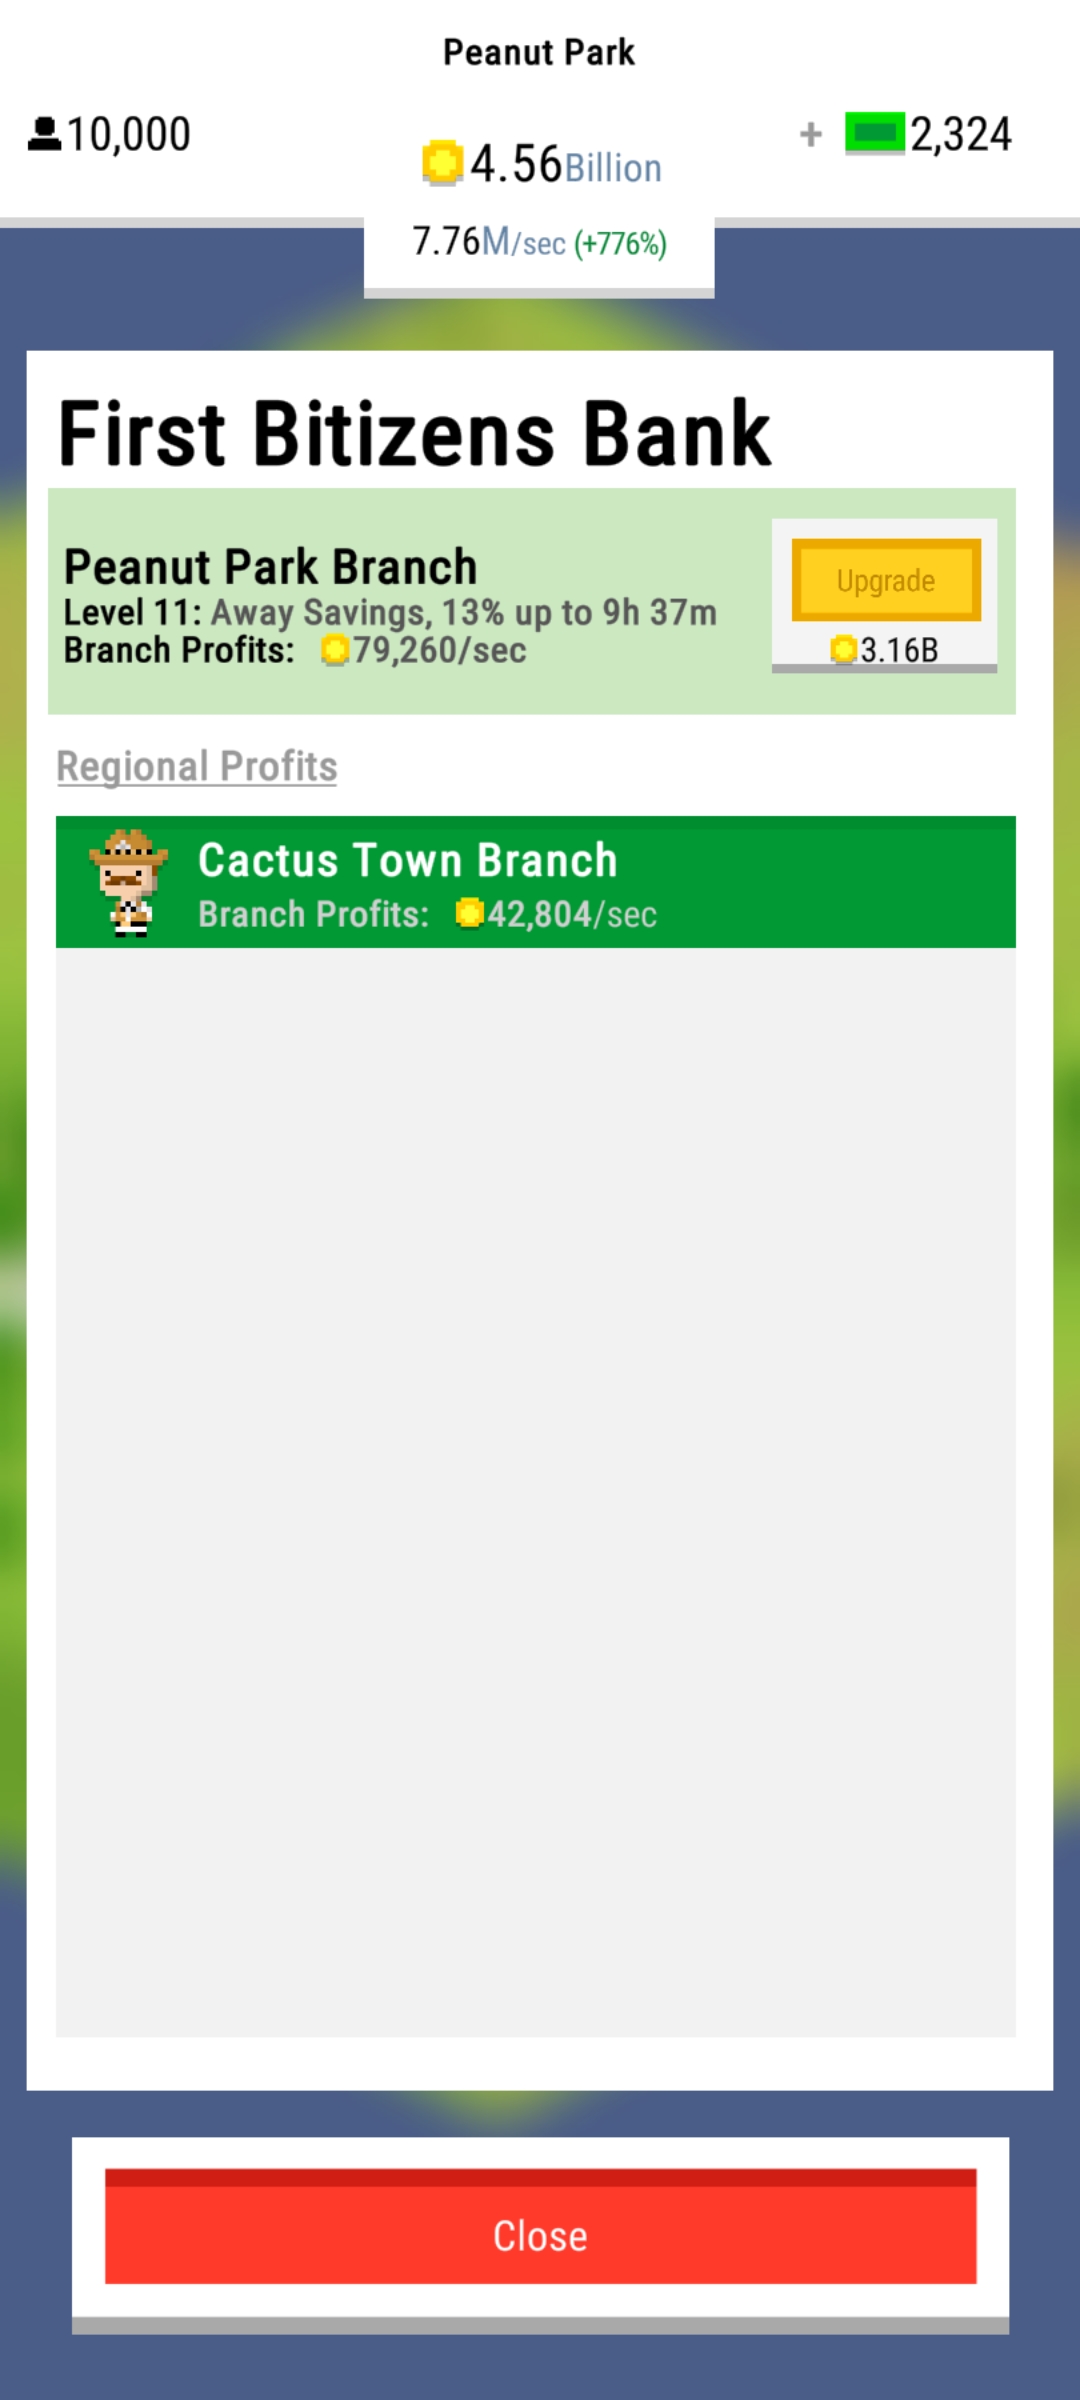 Peanut Park
10,000
4.56Billion
+ 2,324
7.76M/sec (+776%)
First Bitizens Bank
Peanut Park Branch
Level 11: Away Savings, 13% up to 9h 37m
Branch Profits: 79,260/sec
Upgrade
3.16B
Regional Profits
Cactus Town Branch
Branch Profits: 42,804/sec
Close